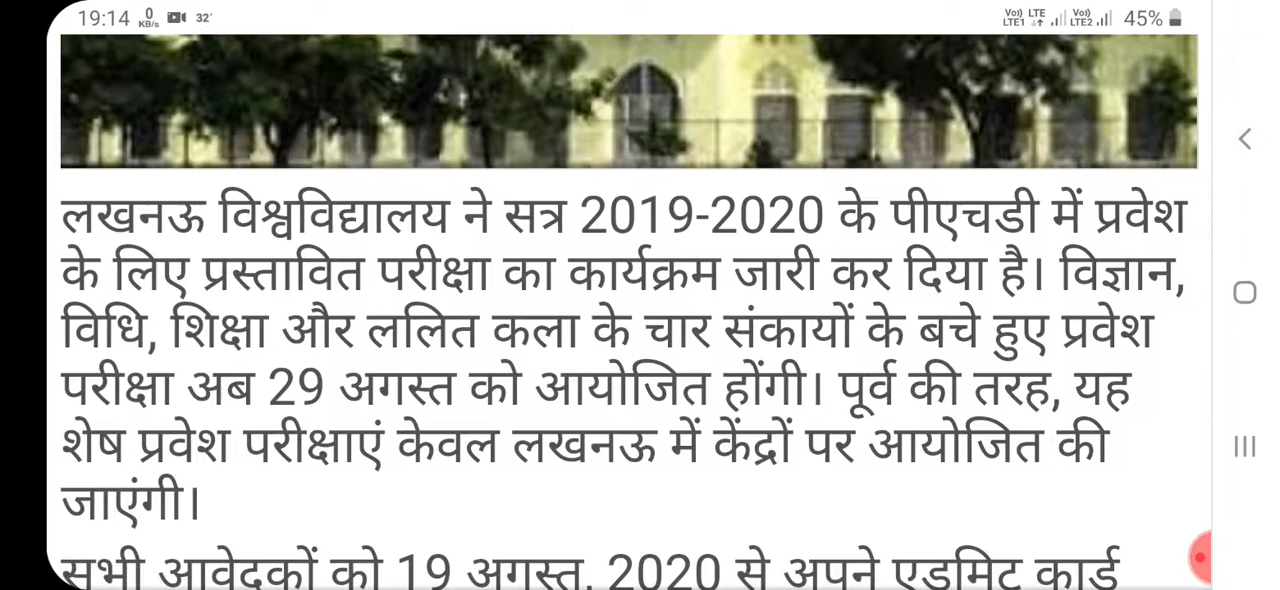 19:14 0 KB/s 32° Vo) LTE LTE1 Vo) LTE2 45%
लखनऊ विश्वविद्यालय ने सत्र 2019-2020 के पीएचडी में प्रवेश
के लिए प्रस्तावित परीक्षा का कार्यक्रम जारी कर दिया है। विज्ञान,
विधि, शिक्षा और ललित कला के चार संकायों के बचे हुए प्रवेश
परीक्षा अब 29 अगस्त को आयोजित होंगी। पूर्व की तरह, यह
शेष प्रवेश परीक्षाएं केवल लखनऊ में केंद्रों पर आयोजित की
जाएंगी।
सभी आवेदकों को 19 अगस्त, 2020 से अपने एडमिट कार्ड